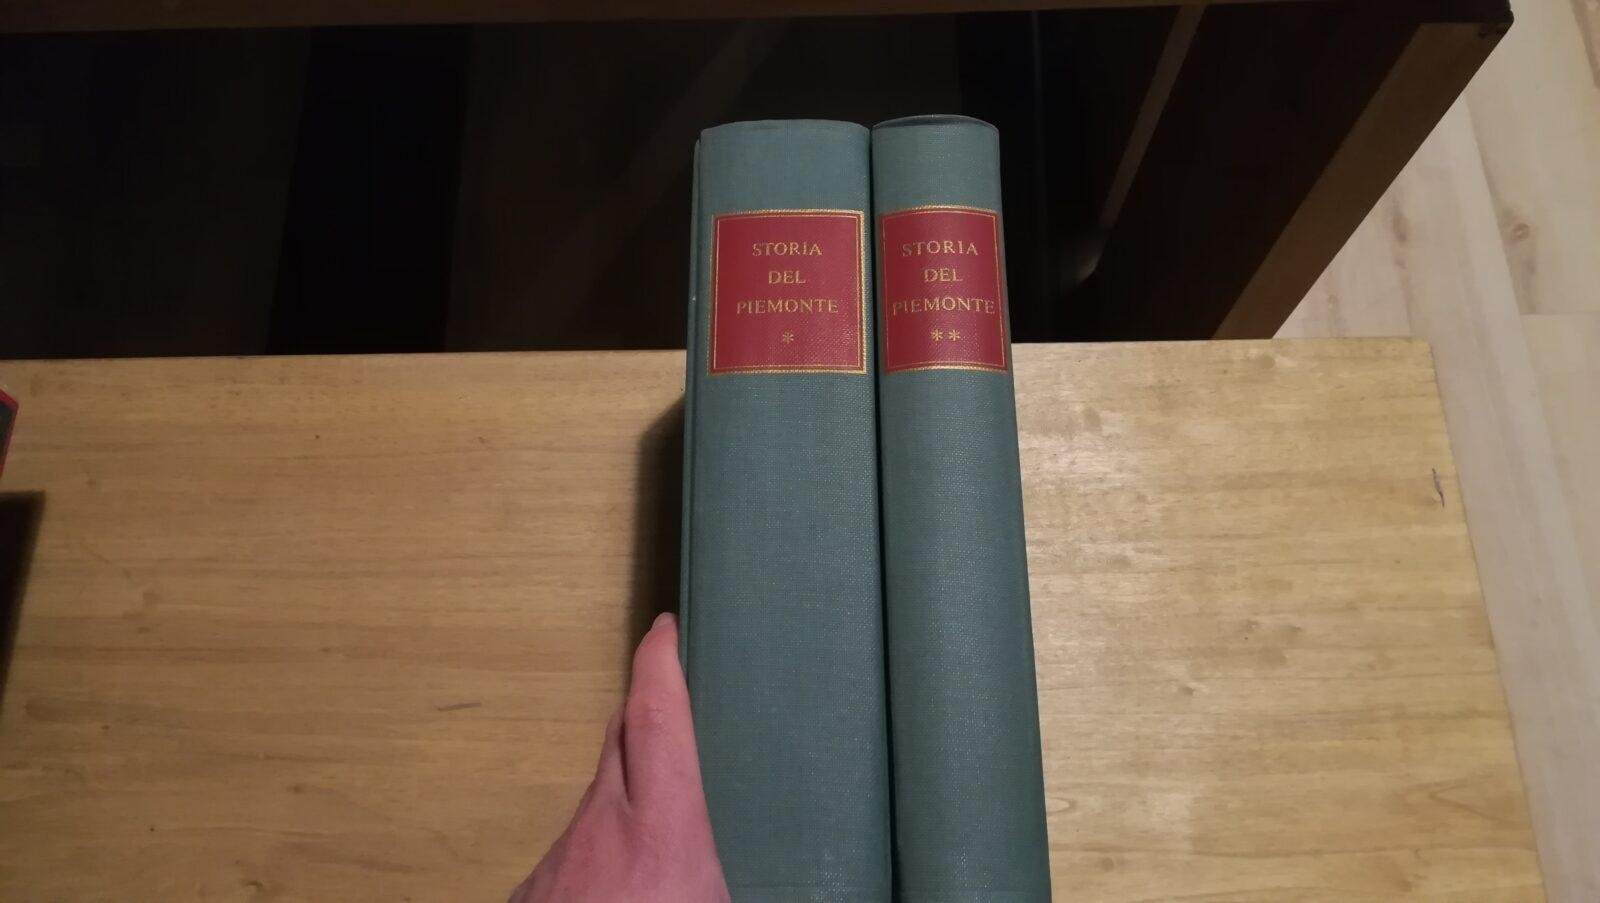 STORIA
DEL
PIEMONTE
*
STORIA
DEL
PIEMONTE
**